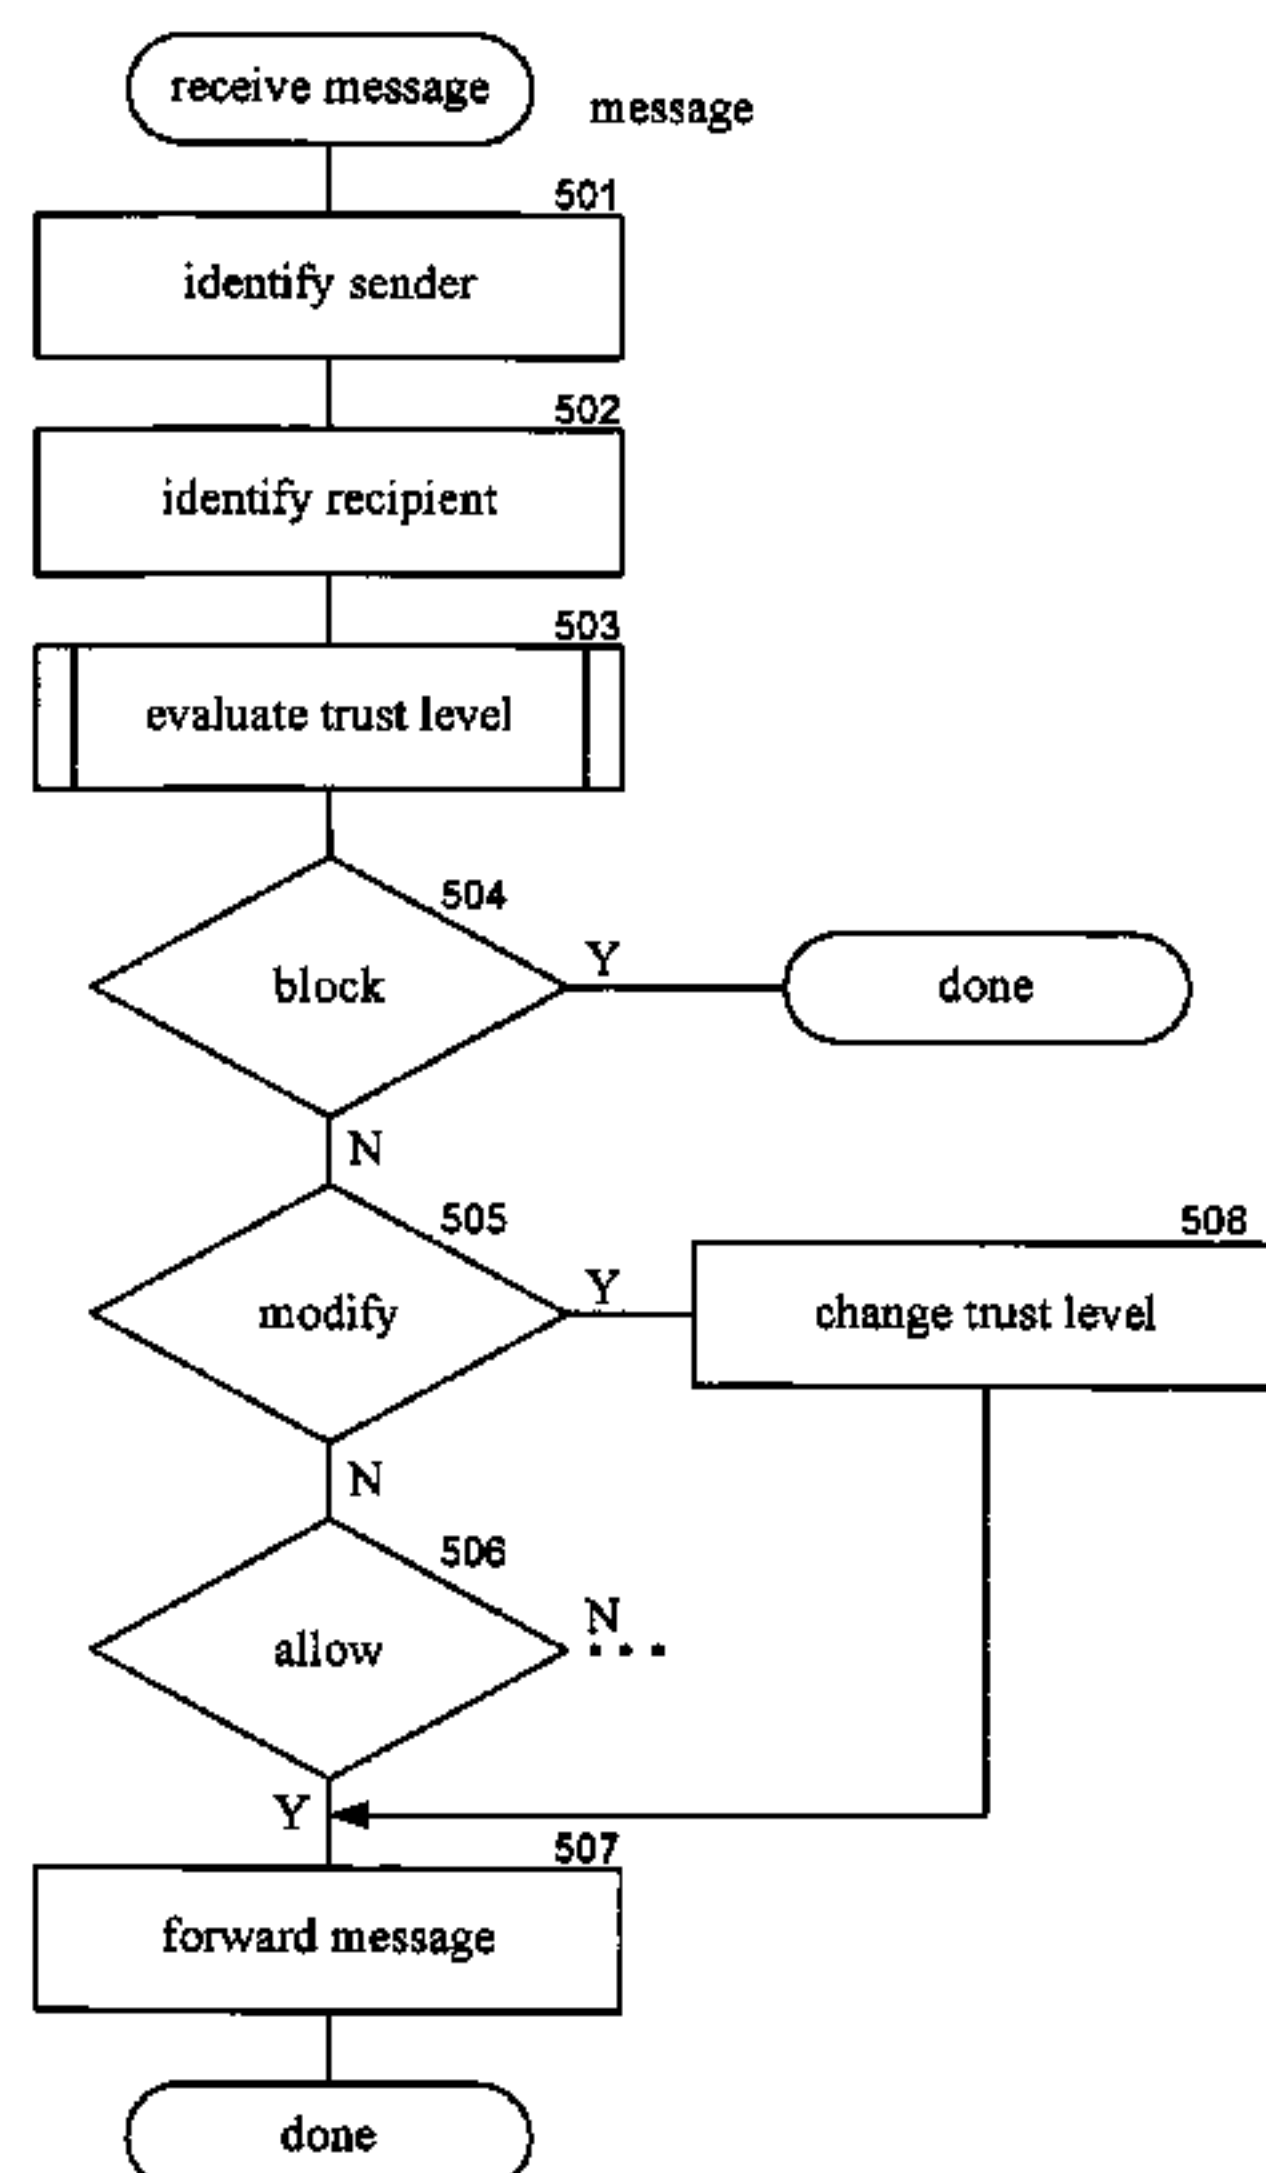 receive message
message
501
identify sender
502
identify recipient
503
evaluate trust level
504
block
Y
done
N
505
modify
Y
508
change trust level
N
506
allow
N
...
Y
507
forward message
done